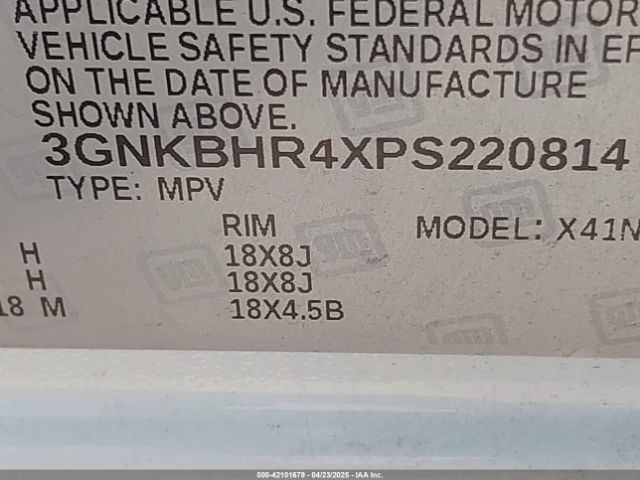 APPLICABLE U.S. FEDERAL MOTOR
VEHICLE SAFETY STANDARDS IN EF
ON THE DATE OF MANUFACTURE
SHOWN ABOVE.
3GNKBHR4XPS220814
TYPE: MPV
RIM
MODEL: X41N
H 18X8J
H 18X8J
18 M 18X4.5B
gm
000-42101679 - 04/23/2025 - IAA Inc.